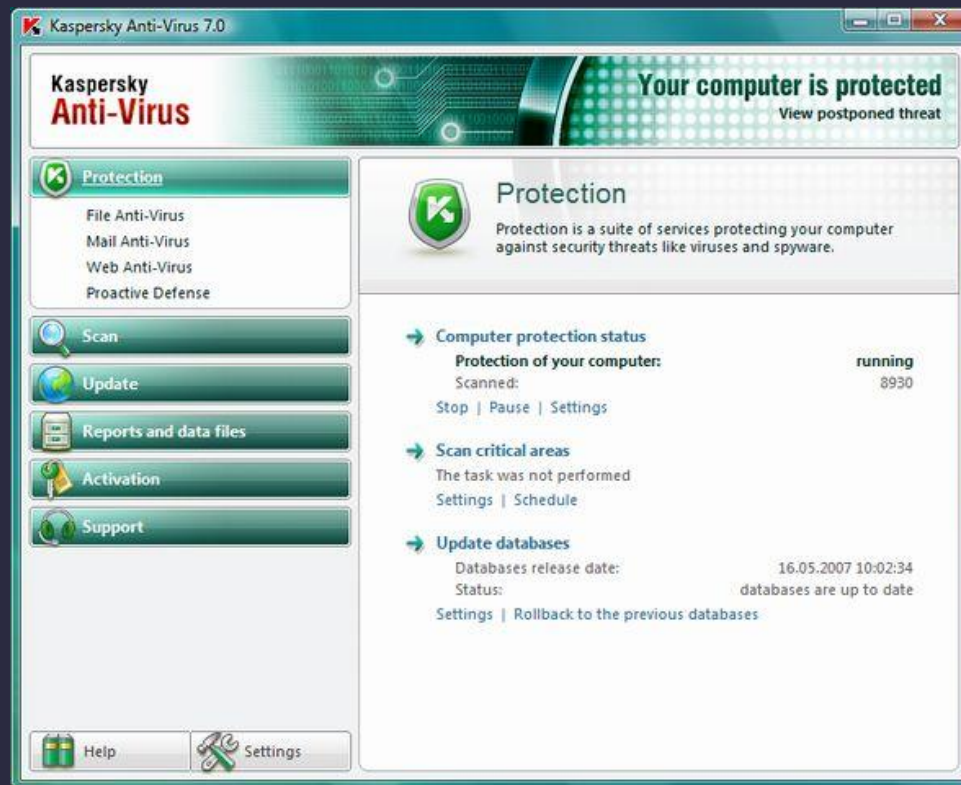 Kaspersky Anti-Virus 7.0
Kaspersky
Anti-Virus
Your computer is protected
View postponed threat
Protection
File Anti-Virus
Mail Anti-Virus
Web Anti-Virus
Proactive Defense
Scan
Update
Reports and data files
Activation
Support
Help
Settings
Protection
Protection is a suite of services protecting your computer
against security threats like viruses and spyware.
Computer protection status
Protection of your computer: running
Scanned: 8930
Stop | Pause | Settings
Scan critical areas
The task was not performed
Settings | Schedule
Update databases
Databases release date: 16.05.2007 10:02:34
Status: databases are up to date
Settings | Rollback to the previous databases